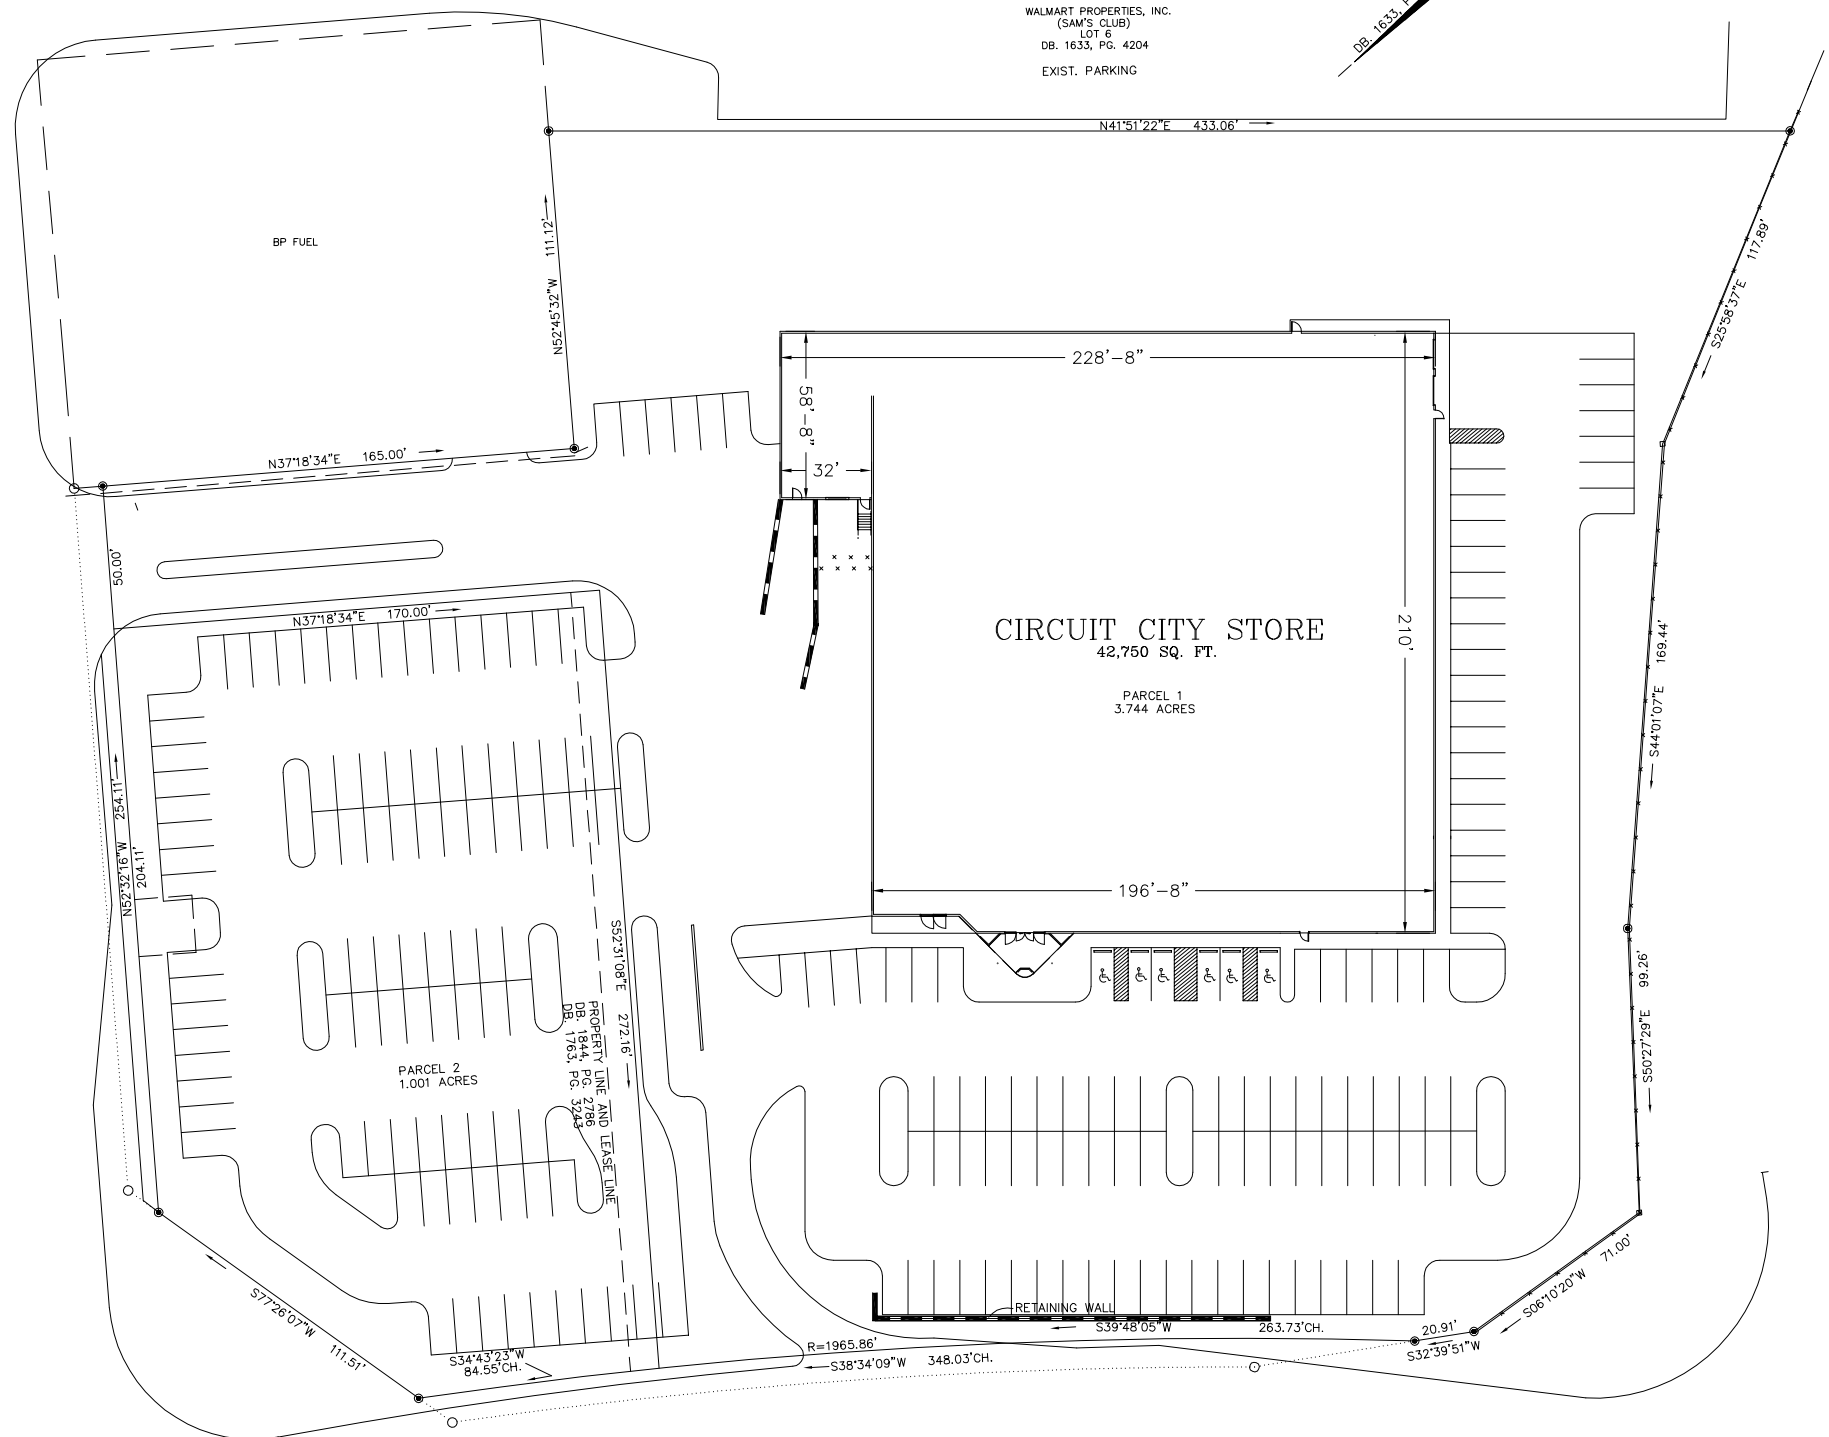 WALMART PROPERTIES, INC.
(SAM'S CLUB)
LOT 6
DB. 1633, PG. 4204
EXIST. PARKING
DB. 1633,
N41°51'22"E 433.06'
BP FUEL
N52°45'32"W 111.12'
S25°58'37"E 117.89'
228'-8"
58'-8"
32'
N37°18'34"E 165.00'
50.00'
N37°18'34"E 170.00'
CIRCUIT CITY STORE
42,750 SQ. FT.
210'
PARCEL 1
3.744 ACRES
S44°01'07"E 169.44'
N52°32'16"W 254.11'
204.11'
196'-8"
S52°31'08"E 272.16'
PROPERTY LINE AND LEASE LINE
DB. 1844, PG. 2786
DB. 1763, PG. 3243
PARCEL 2
1.001 ACRES
S50°27'29"E 99.26'
S06°10'20"W 71.00'
RETAINING WALL
S39°48'05"W 263.73'CH.
20.91'
S32°39'51"W
R=1965.86'
S38°34'09"W 348.03'CH.
S77°26'07"W 111.51'
S34°43'23"W
84.55'CH.